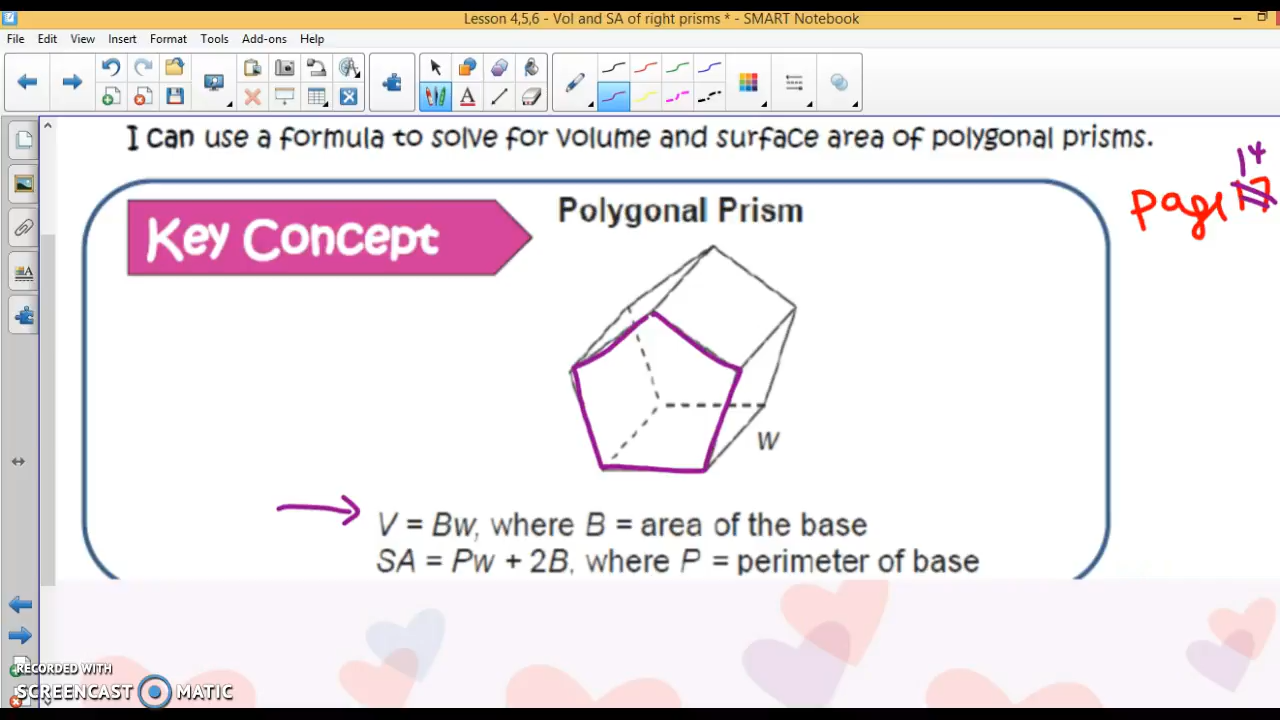 Lesson 4,5,6 - Vol and SA of right prisms * - SMART Notebook
File Edit View Insert Format Tools Add-ons Help
I Can use a formula to solve for volume and surface area of polygonal prisms.
14
Page 17
Key Concept
Polygonal Prism
w
V = Bw, where B = area of the base
SA = Pw + 2B, where P = perimeter of base
RECORDED WITH
SCREENCAST MATIC